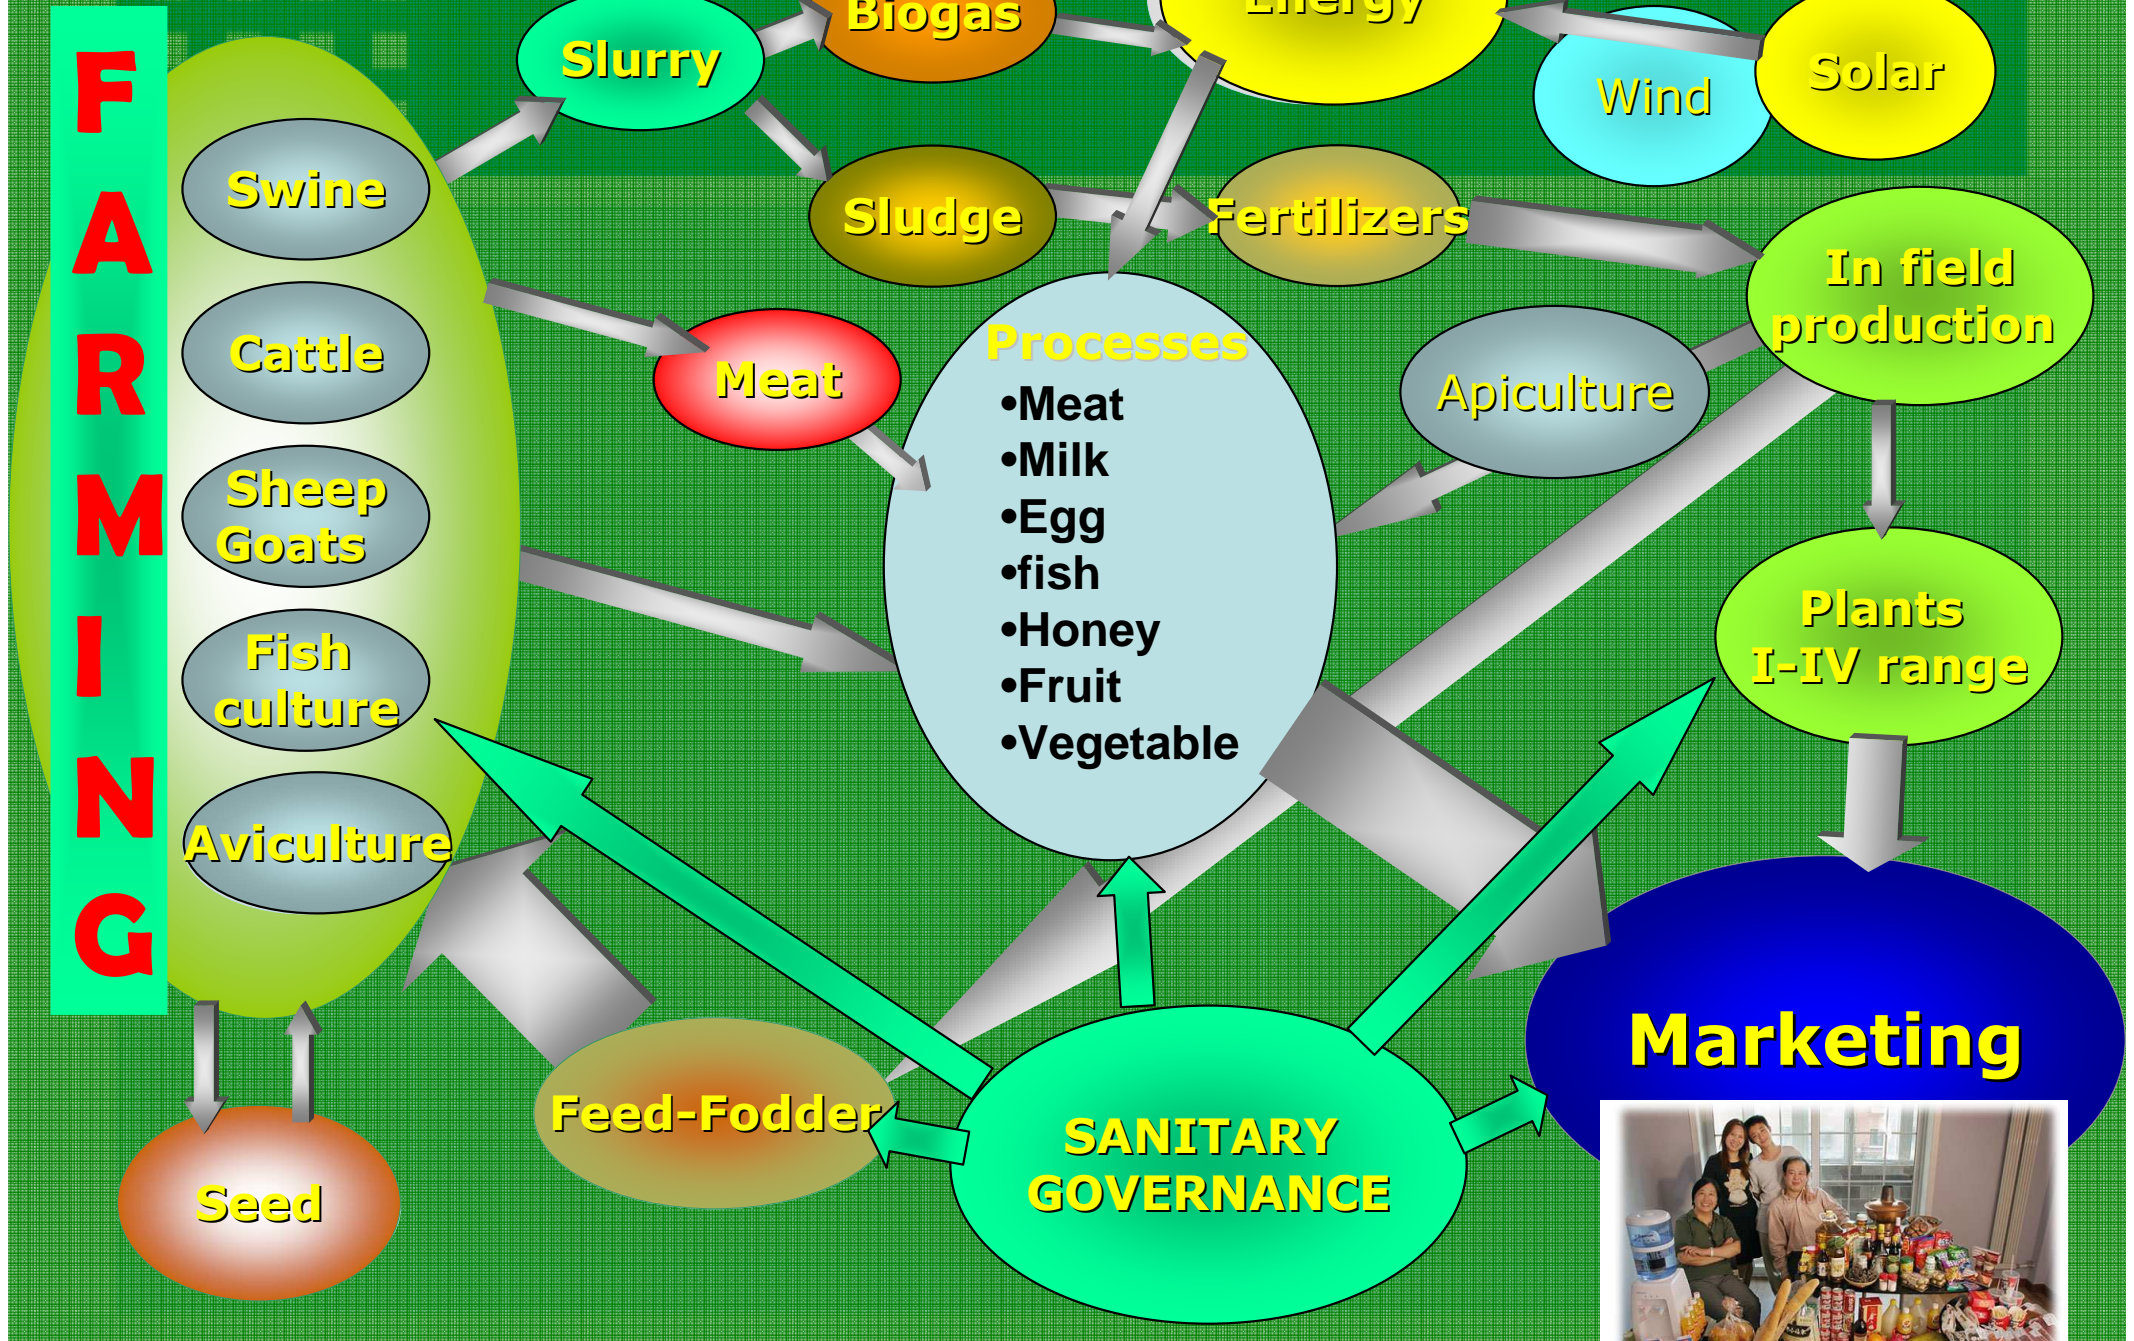 FARMING
Biogas
Energy
Slurry
Solar
Wind
Swine
Sludge
Fertilizers
In field
production
Cattle
Meat
Processes
•Meat
•Milk
•Egg
•fish
•Honey
•Fruit
•Vegetable
Apiculture
Sheep
Goats
Fish
culture
Plants
I-IV range
Aviculture
Marketing
Feed-Fodder
SANITARY
GOVERNANCE
Seed